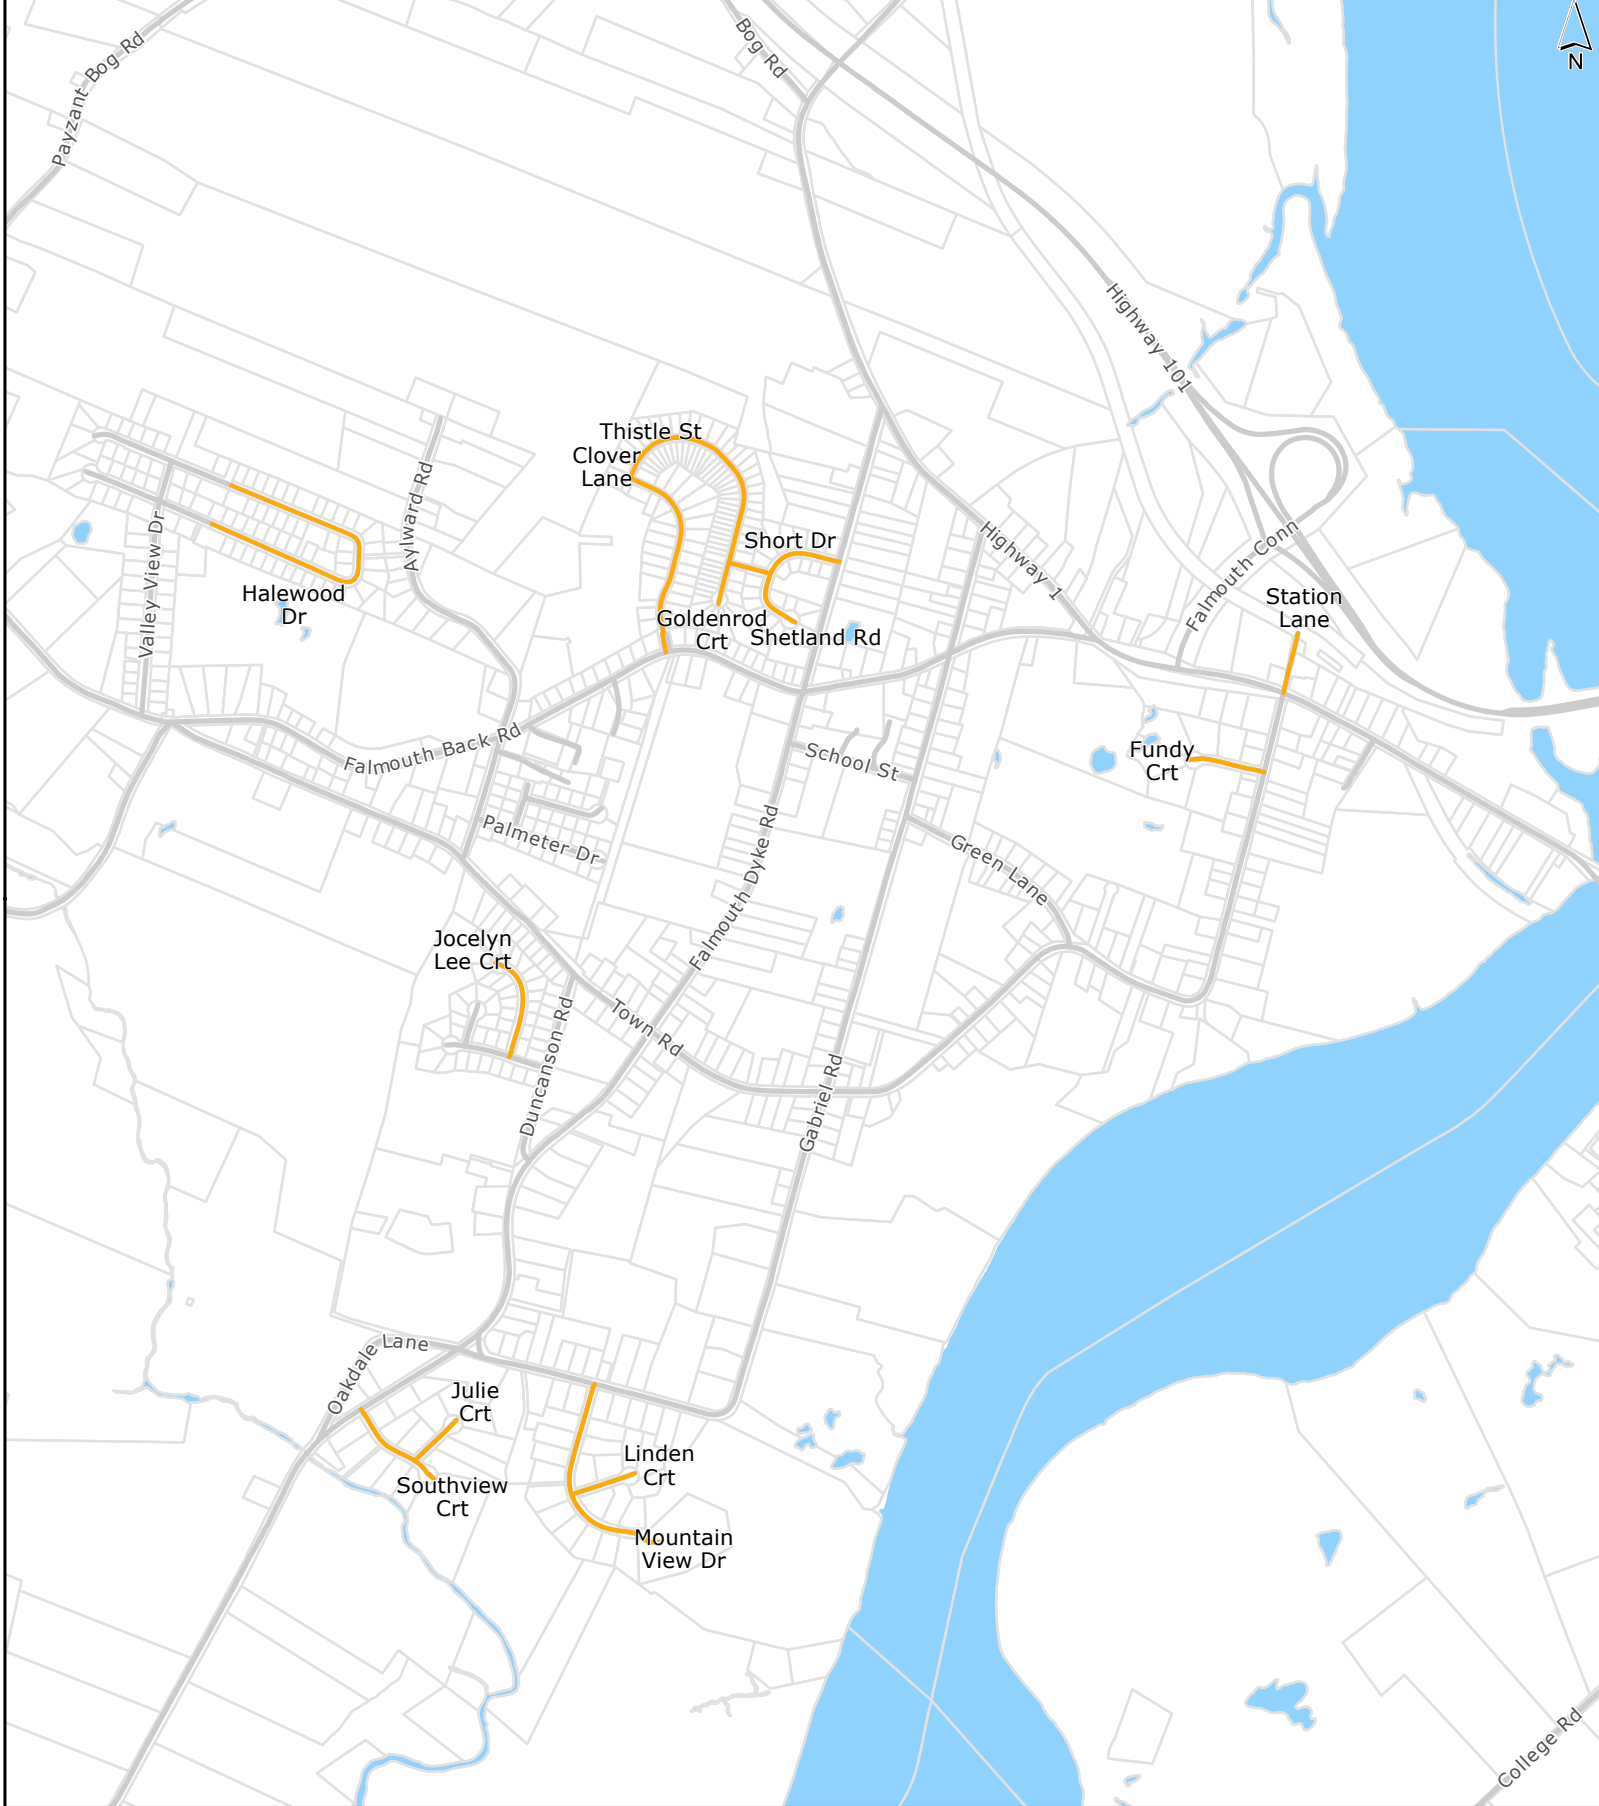 N
Bog Rd
Payzant Bog Rd
Highway 101
Thistle St
Clover
Lane
Aylward Rd
Valley View Dr
Halewood
Dr
Short Dr
Highway 1
Falmouth Conn
Station
Lane
Goldenrod
Crt
Shetland Rd
Falmouth Back Rd
School St
Fundy
Crt
Palmeter Dr
Falmouth Dyke Rd
Green Lane
Jocelyn
Lee Crt
Duncanson Rd
Town Rd
Gabriel Rd
Oakdale Lane
Julie
Crt
Southview
Crt
Linden
Crt
Mountain
View Dr
College Rd